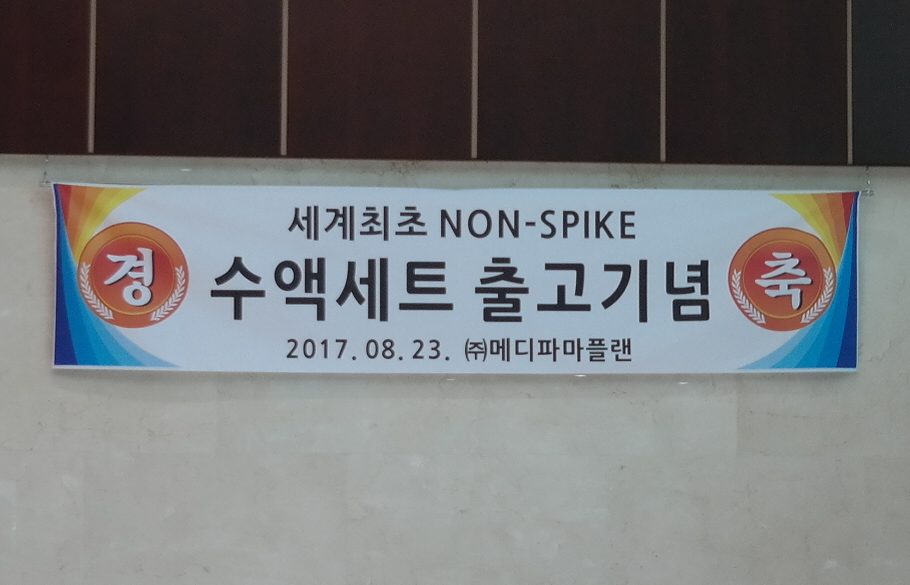 세계최초 NON-SPIKE
경 수액세트 출고기념 축
2017. 08. 23. ㈜메디파마플랜